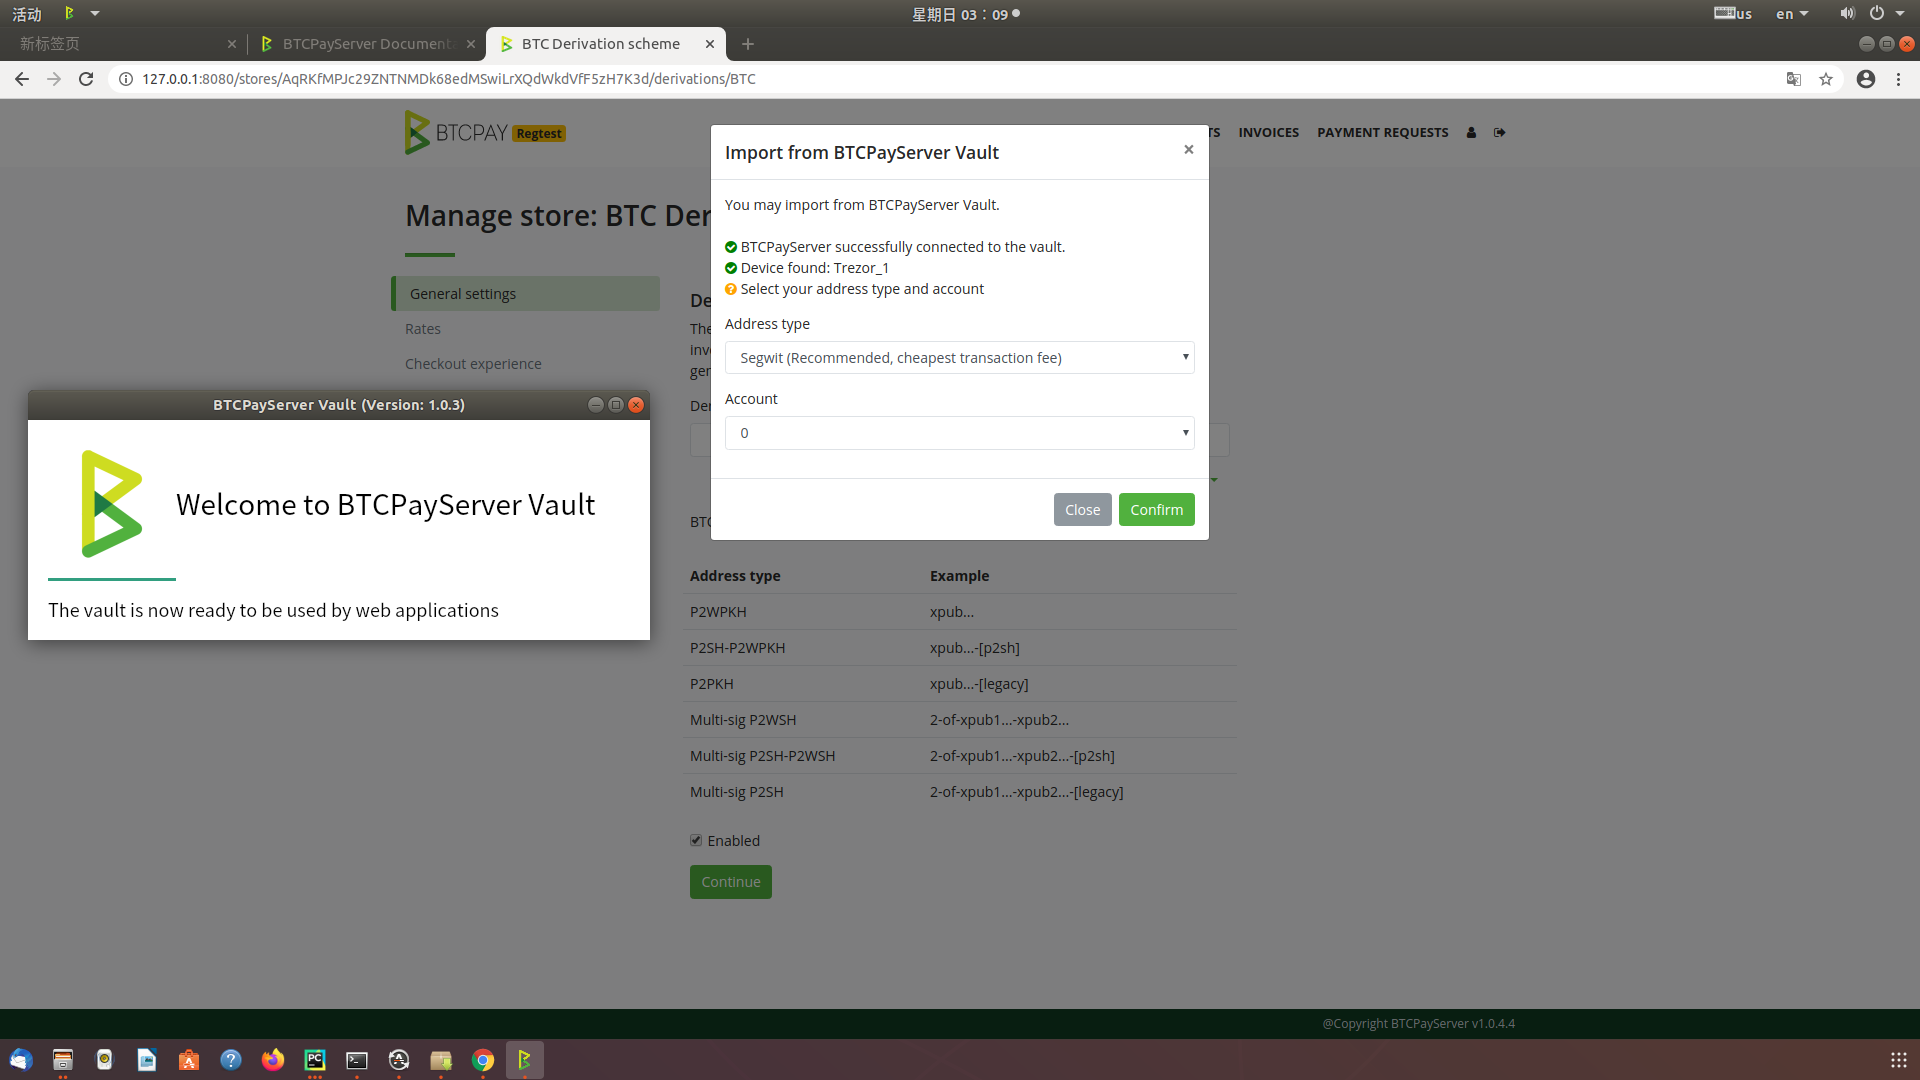 活动
星期日 03：09
us
en
新标签页
BTCPayServer Documenta
BTC Derivation scheme
127.0.0.1:8080/stores/AqRKfMPJc29ZNTNMDk68edMSwiLrXQdWkdVfF5zH7K3d/derivations/BTC
BTCPAY Regtest
TS
INVOICES
PAYMENT REQUESTS
Manage store: BTC Der
General settings
Rates
Checkout experience
De
The
inv
ger
Der
BTC
Import from BTCPayServer Vault
×
You may import from BTCPayServer Vault.
BTCPayServer successfully connected to the vault.
Device found: Trezor_1
Select your address type and account
Address type
Segwit (Recommended, cheapest transaction fee)
Account
0
Close
Confirm
BTCPayServer Vault (Version: 1.0.3)
Welcome to BTCPayServer Vault
The vault is now ready to be used by web applications
Address type Example
P2WPKH xpub...
P2SH-P2WPKH xpub...-[p2sh]
P2PKH xpub...-[legacy]
Multi-sig P2WSH 2-of-xpub1...-xpub2...
Multi-sig P2SH-P2WSH 2-of-xpub1...-xpub2...-[p2sh]
Multi-sig P2SH 2-of-xpub1...-xpub2...-[legacy]
Enabled
Continue
@Copyright BTCPayServer v1.0.4.4
PC